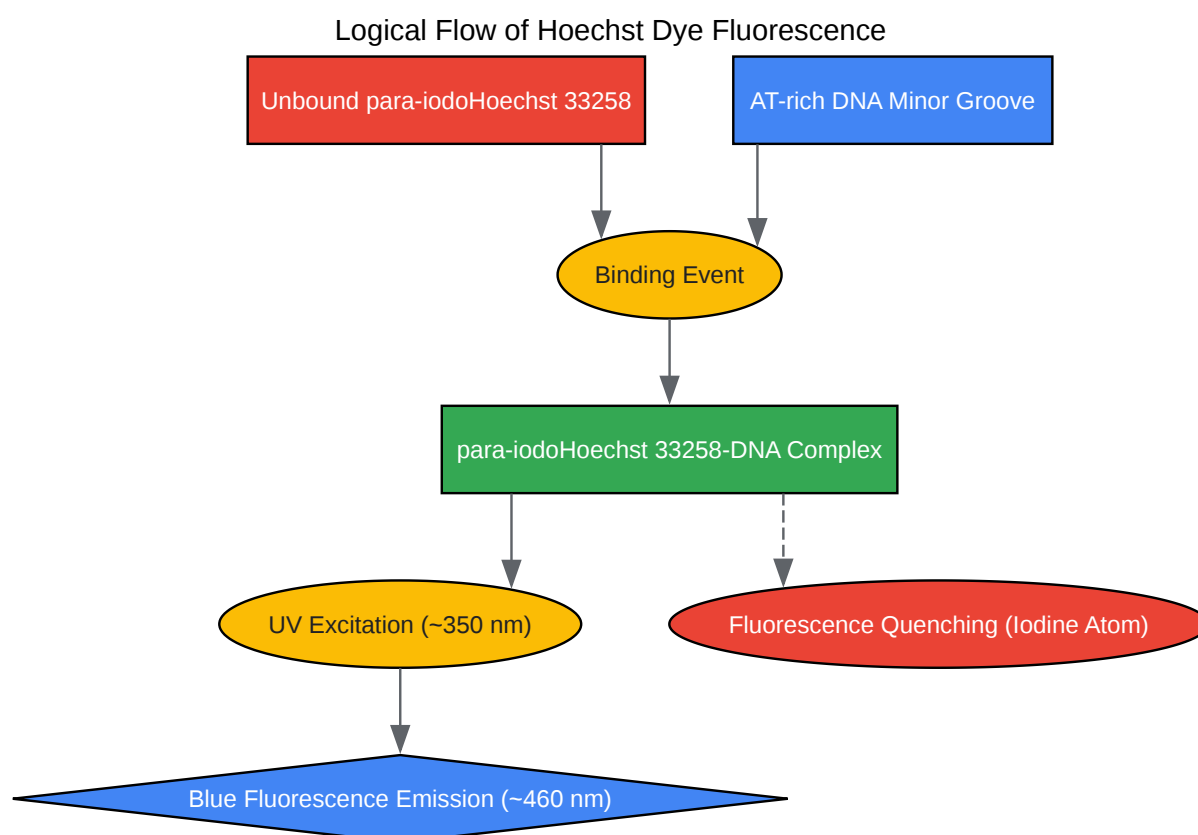 Logical Flow of Hoechst Dye Fluorescence
Unbound para-iodoHoechst 33258
AT-rich DNA Minor Groove
Binding Event
para-iodoHoechst 33258-DNA Complex
UV Excitation (~350 nm)
Fluorescence Quenching (Iodine Atom)
Blue Fluorescence Emission (~460 nm)